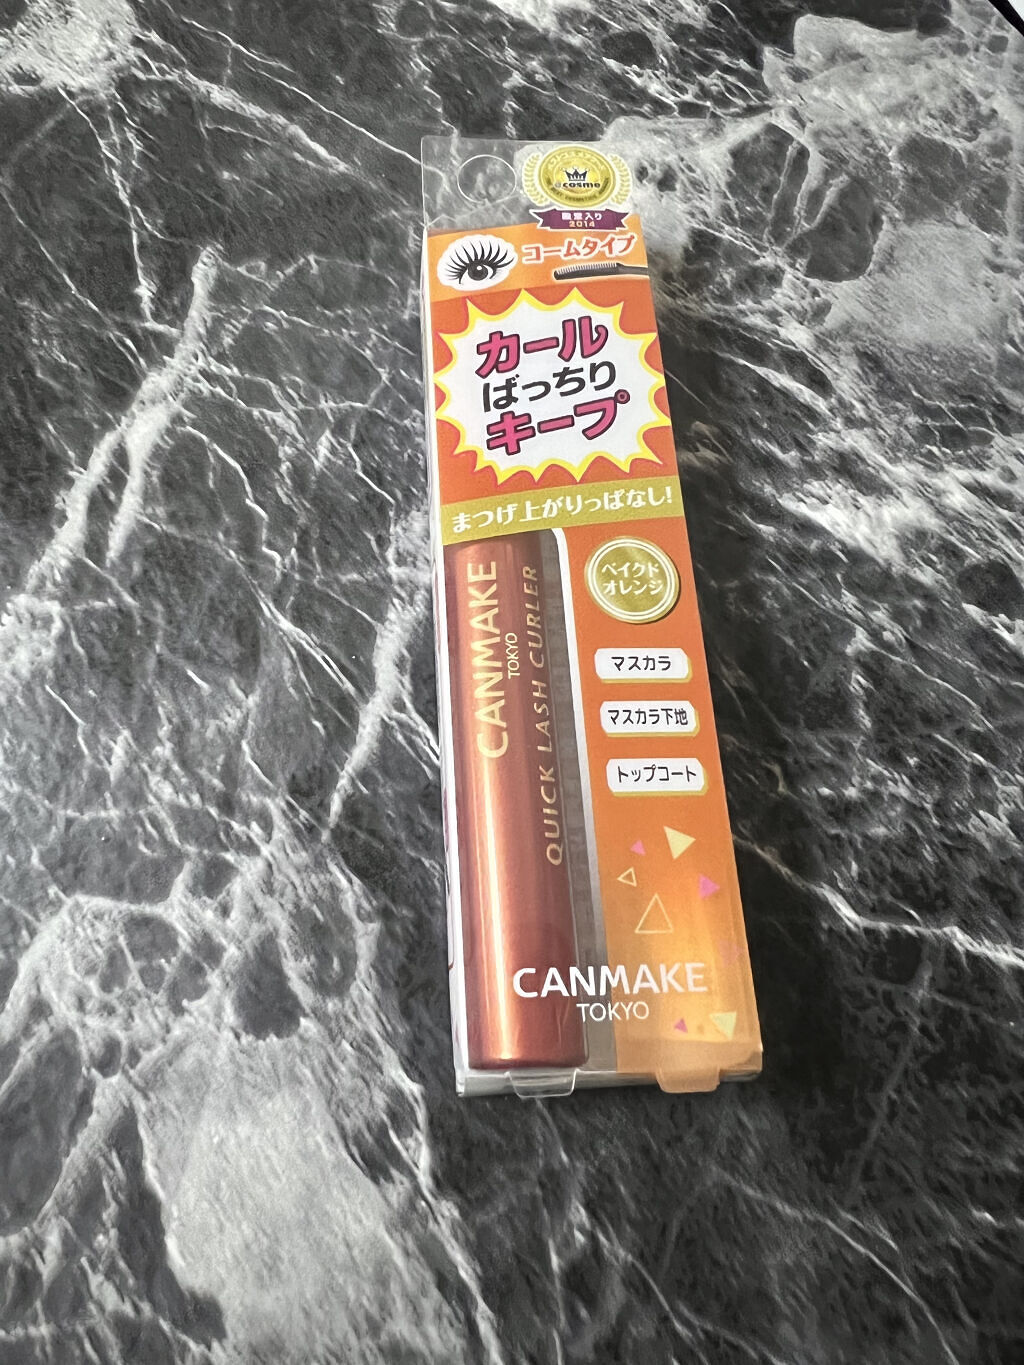 @cosme
殿堂入り
2014
コームタイプ
カール
ばっちり
キープ
まつげ上がりっぱなし!
ベイクド
オレンジ
CANMAKE
TOKYO
QUICK LASH CURLER
マスカラ
マスカラ下地
トップコート
CANMAKE
TOKYO